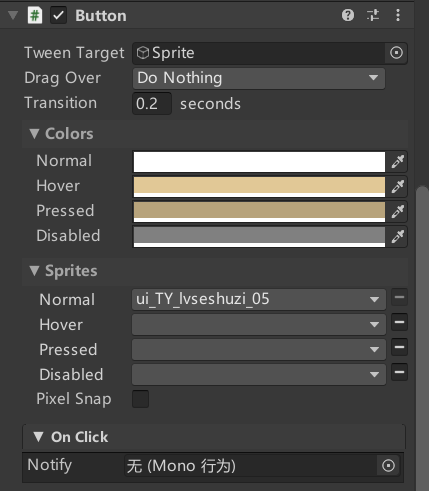 Button
Tween Target Sprite
Drag Over Do Nothing
Transition 0.2 seconds
Colors
Normal
Hover
Pressed
Disabled
Sprites
Normal ui_TY_lvseshuzi_05
Hover
Pressed
Disabled
Pixel Snap
On Click
Notify 无 (Mono 行为)